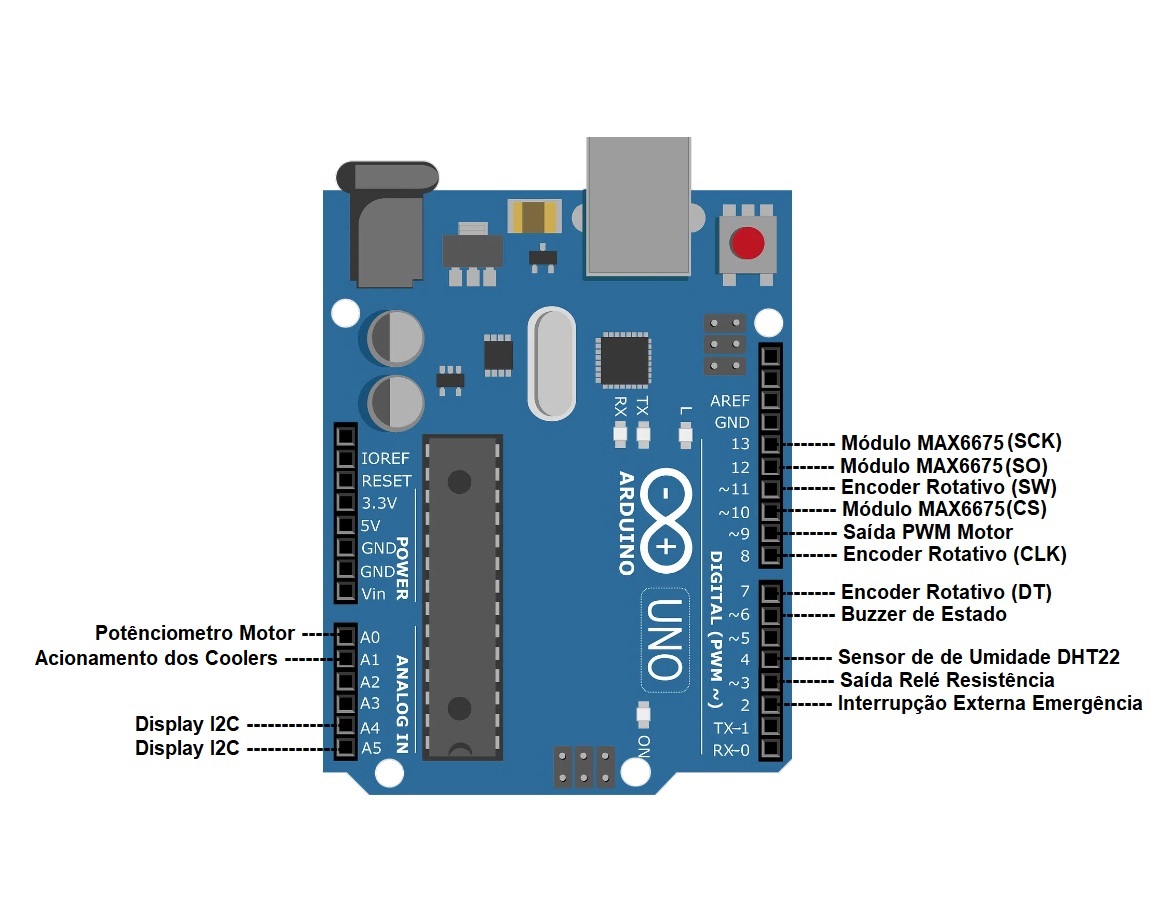 RX
TX
L
AREF
GND
13
12
~11
~10
~9
8
7
~6
~5
4
~3
2
TX→1
RX←0
DIGITAL (PWM ~)
ARDUINO
UNO
ON
IOREF
RESET
3.3V
5V
GND
GND
Vin
POWER
A0
A1
A2
A3
A4
A5
ANALOG IN
Módulo MAX6675 (SCK)
Módulo MAX6675 (SO)
Encoder Rotativo (SW)
Módulo MAX6675 (CS)
Saída PWM Motor
Encoder Rotativo (CLK)
Encoder Rotativo (DT)
Buzzer de Estado
Sensor de de Umidade DHT22
Saída Relé Resistência
Interrupção Externa Emergência
Potênciometro Motor
Acionamento dos Coolers
Display I2C
Display I2C